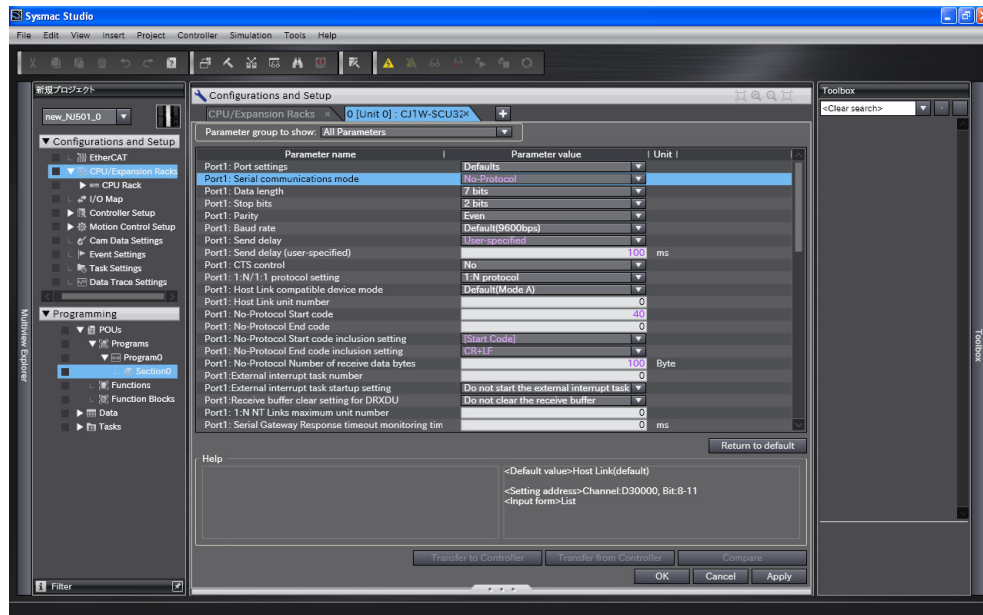 Sysmac Studio
File Edit View Insert Project Controller Simulation Tools Help
新規プロジェクト
new_NJ501_0
Configurations and Setup
EtherCAT
CPU/Expansion Racks
CPU Rack
I/O Map
Controller Setup
Motion Control Setup
Cam Data Settings
Event Settings
Task Settings
Data Trace Settings
Programming
POUs
Programs
Program0
Section0
Functions
Function Blocks
Data
Tasks
Filter
Multiview Explorer
Configurations and Setup
CPU/Expansion Racks 0 [Unit 0] : CJ1W-SCU32
Parameter group to show: All Parameters
Parameter name Parameter value Unit
Port1: Port settings Defaults
Port1: Serial communications mode No-Protocol
Port1: Data length 7 bits
Port1: Stop bits 2 bits
Port1: Parity Even
Port1: Baud rate Default(9600bps)
Port1: Send delay User-specified
Port1: Send delay (user-specified) 100 ms
Port1: CTS control No
Port1: 1:N/1:1 protocol setting 1:N protocol
Port1: Host Link compatible device mode Default(Mode A)
Port1: Host Link unit number 0
Port1: No-Protocol Start code 40
Port1: No-Protocol End code 0
Port1: No-Protocol Start code inclusion setting [Start Code]
Port1: No-Protocol End code inclusion setting CR+LF
Port1: No-Protocol Number of receive data bytes 100 Byte
Port1: External interrupt task number 0
Port1:External interrupt task startup setting Do not start the external interrupt task
Port1:Receive buffer clear setting for DRXDU Do not clear the receive buffer
Port1: 1:N NT Links maximum unit number 0
Port1: Serial Gateway Response timeout monitoring tim 0 ms
Return to default
Help
<Default value>Host Link(default)
<Setting address>Channel:D30000, Bit:8-11
<Input form>List
Transfer to Controller Transfer from Controller Compare
OK Cancel Apply
Toolbox
<Clear search>
Toolbox